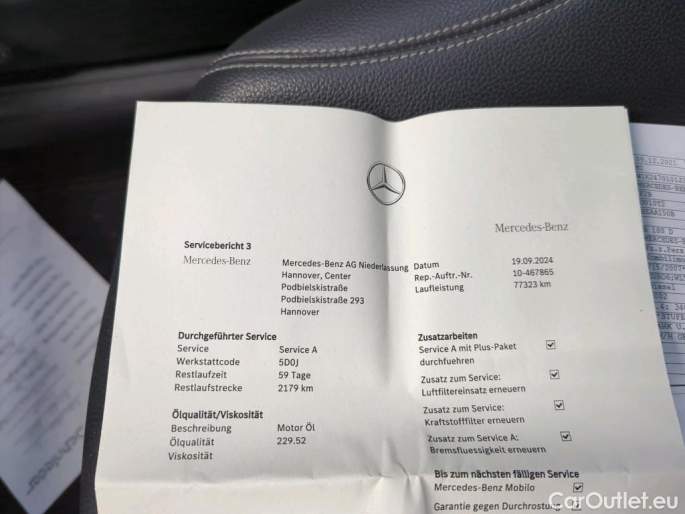 Mercedes-Benz
Servicebericht 3
Mercedes-Benz
Mercedes-Benz AG Niederlassung
Hannover, Center
Podbielskistraße
Podbielskistraße 293
Hannover
Datum 19.09.2024
Rep.-Auftr.-Nr. 10-467865
Laufleistung 77323 km
Durchgeführter Service
Service Service A
Werkstattcode 5D0J
Restlaufzeit 59 Tage
Restlaufstrecke 2179 km
Ölqualität/Viskosität
Beschreibung Motor Öl
Ölqualität 229.52
Viskosität
Zusatzarbeiten
Service A mit Plus-Paket
durchfuehren
Zusatz zum Service:
Luftfiltereinsatz erneuern
Zusatz zum Service:
Kraftstofffilter erneuern
Zusatz zum Service A:
Bremsfluessigkeit erneuern
Bis zum nächsten fälligen Service
Mercedes-Benz Mobilo
Garantie gegen Durchrostung
CarOutlet.eu